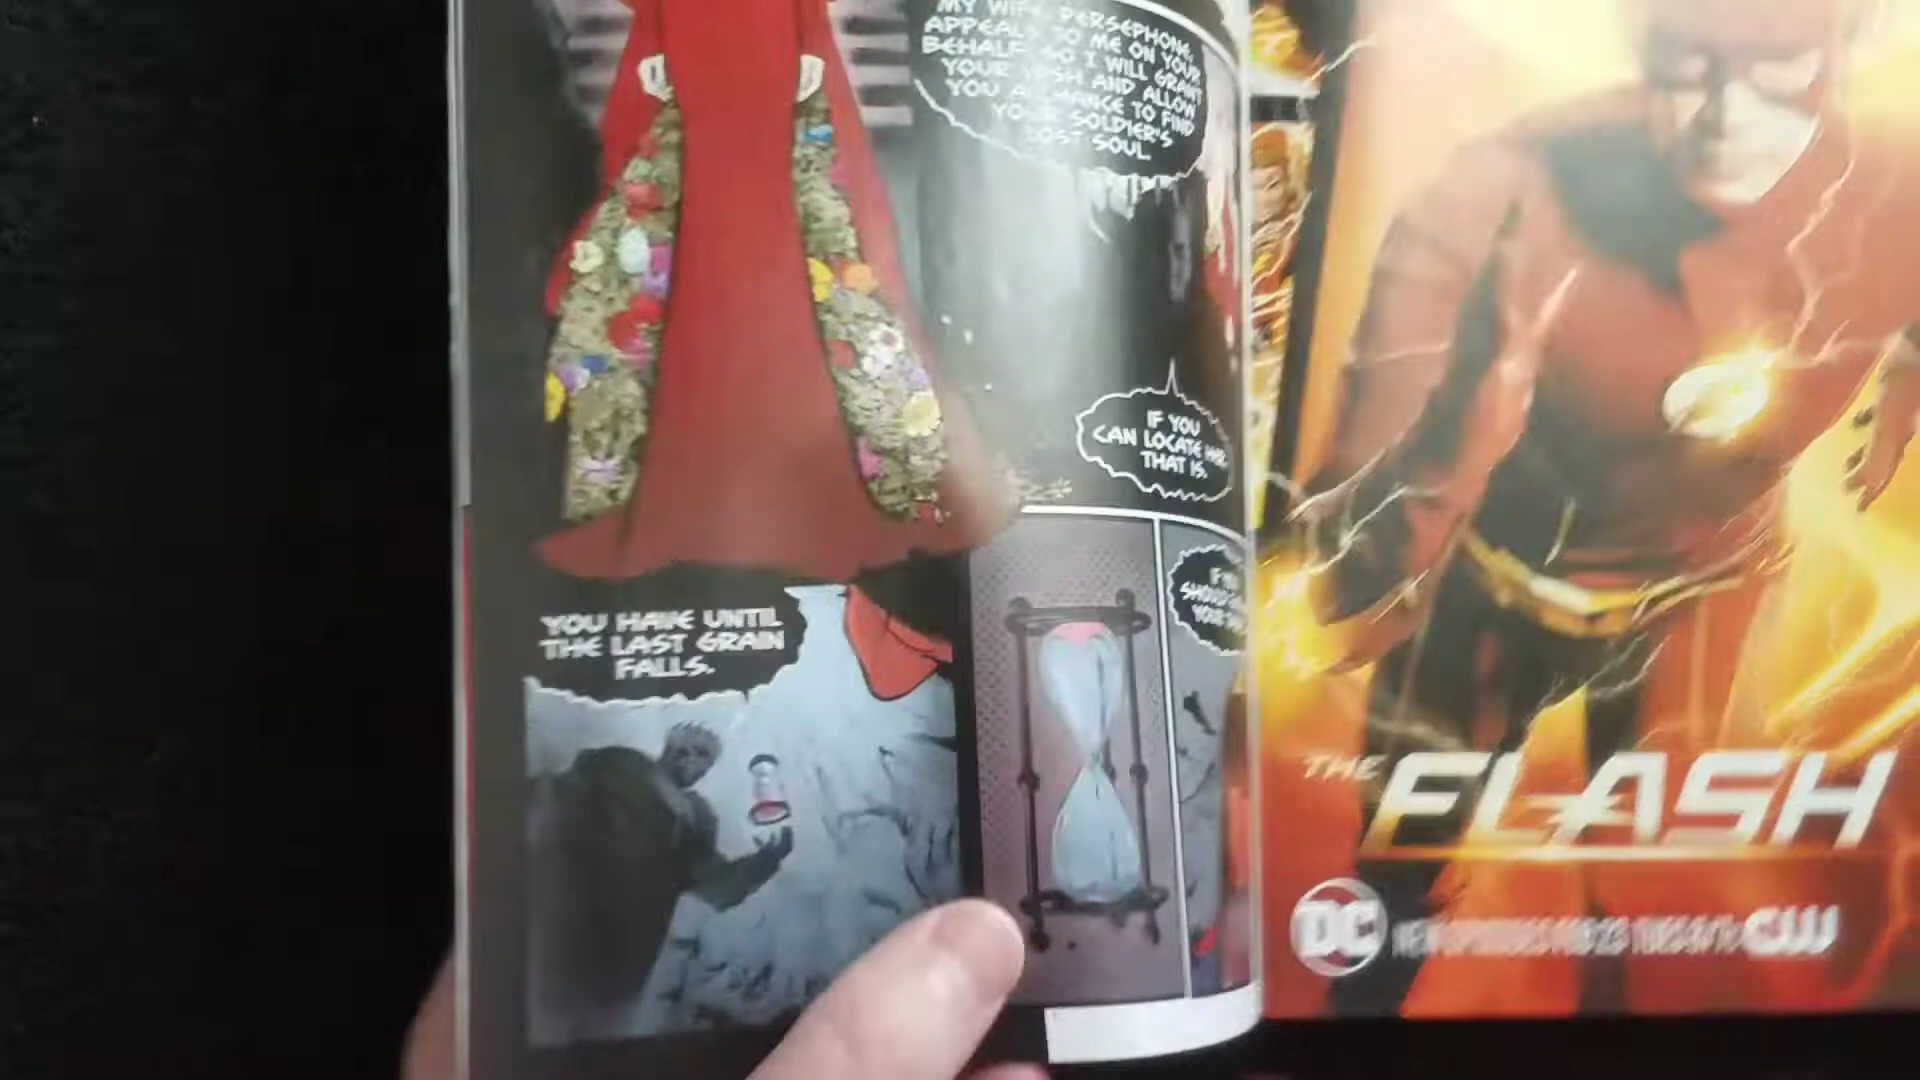 MY WIFE, PERSEPHONE,
APPEALS TO ME ON YOUR
BEHALF SO I WILL GRANT
YOUR WISH AND ALLOW
YOU A CHANCE TO FIND
YOUR SOLDIER'S
LOST SOUL.
IF YOU
CAN LOCATE HER,
THAT IS.
YOU HAVE UNTIL
THE LAST GRAIN
FALLS.
THE FLASH
DC
CW